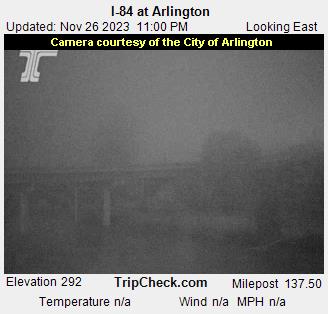 I-84 at Arlington
Updated: Nov 26 2023 11:00 PM Looking East
Camera courtesy of the City of Arlington
Elevation 292 TripCheck.com Milepost 137.50
Temperature n/a Wind n/a MPH n/a